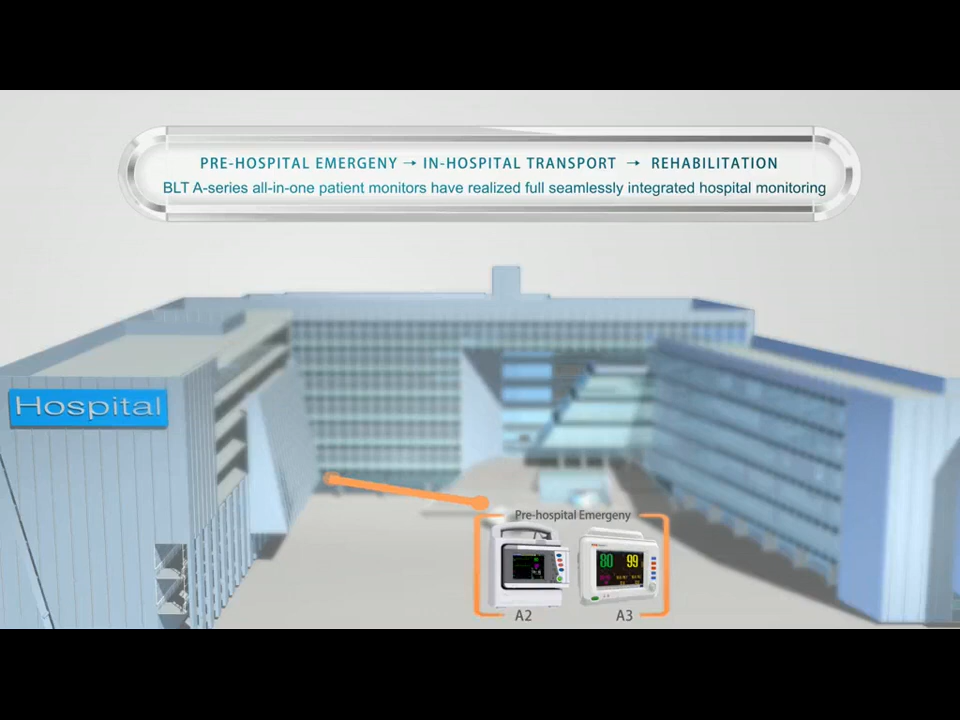 PRE-HOSPITAL EMERGENY → IN-HOSPITAL TRANSPORT → REHABILITATION
BLT A-series all-in-one patient monitors have realized full seamlessly integrated hospital monitoring
Hospital
Pre-hospital Emergeny
80 99
A2 A3